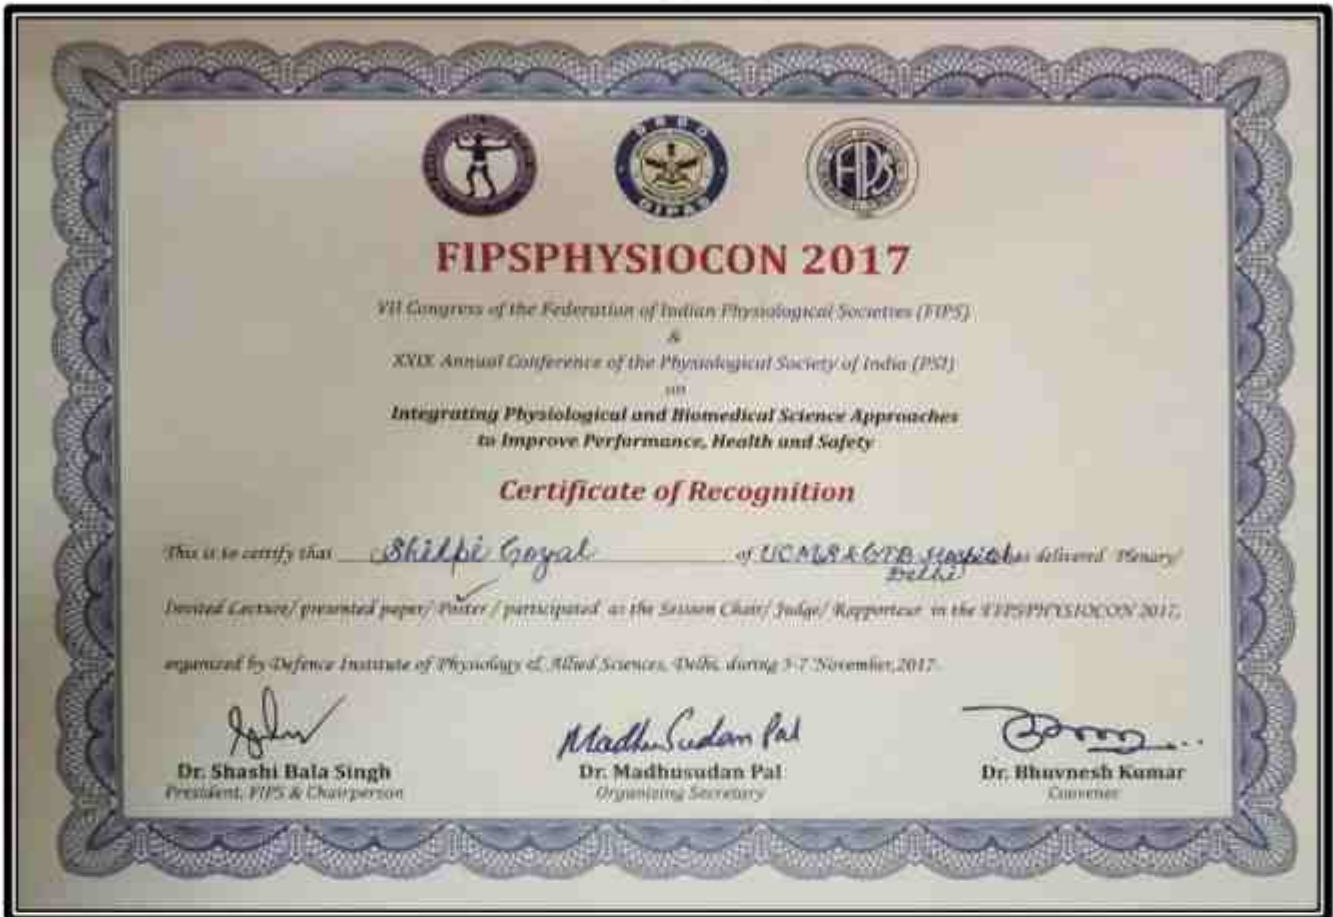 DRDO
DIPAS
FIPS
FIPSPHYSIOCON 2017
VII Congress of the Federation of Indian Physiological Societies (FIPS)
&
XXIX Annual Conference of the Physiological Society of India (PSI)
on
Integrating Physiological and Biomedical Science Approaches
to Improve Performance, Health and Safety
Certificate of Recognition
This is to certify that Shilpi Goyal of UCMS & GTB Hospital has delivered Plenary/
Delhi
Invited Lecture/ presented paper/ Poster / participated as the Session Chair/ Judge/ Rapporteur in the FIPSPHYSIOCON 2017,
organized by Defence Institute of Physiology & Allied Sciences, Delhi, during 5-7 November, 2017.
Madhu Sudan Pal
Dr. Shashi Bala Singh Dr. Madhusudan Pal Dr. Bhuvnesh Kumar
President, FIPS & Chairperson Organizing Secretary Convener